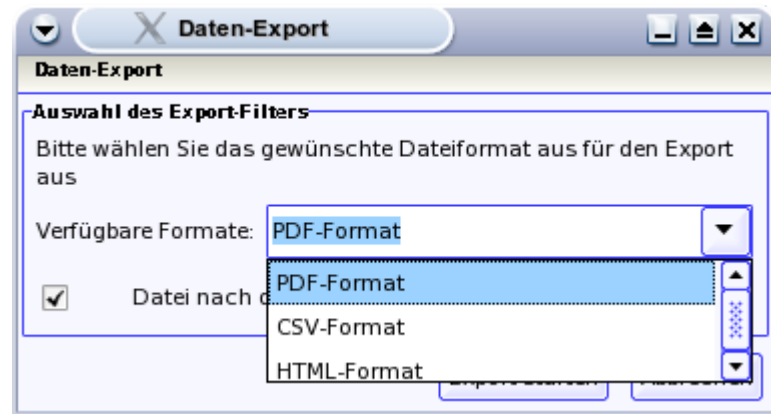 Daten-Export
Daten-Export
Auswahl des Export-Filters
Bitte wählen Sie das gewünschte Dateiformat aus für den Export
aus
Verfügbare Formate: PDF-Format
PDF-Format
Datei nach
CSV-Format
HTML-Format